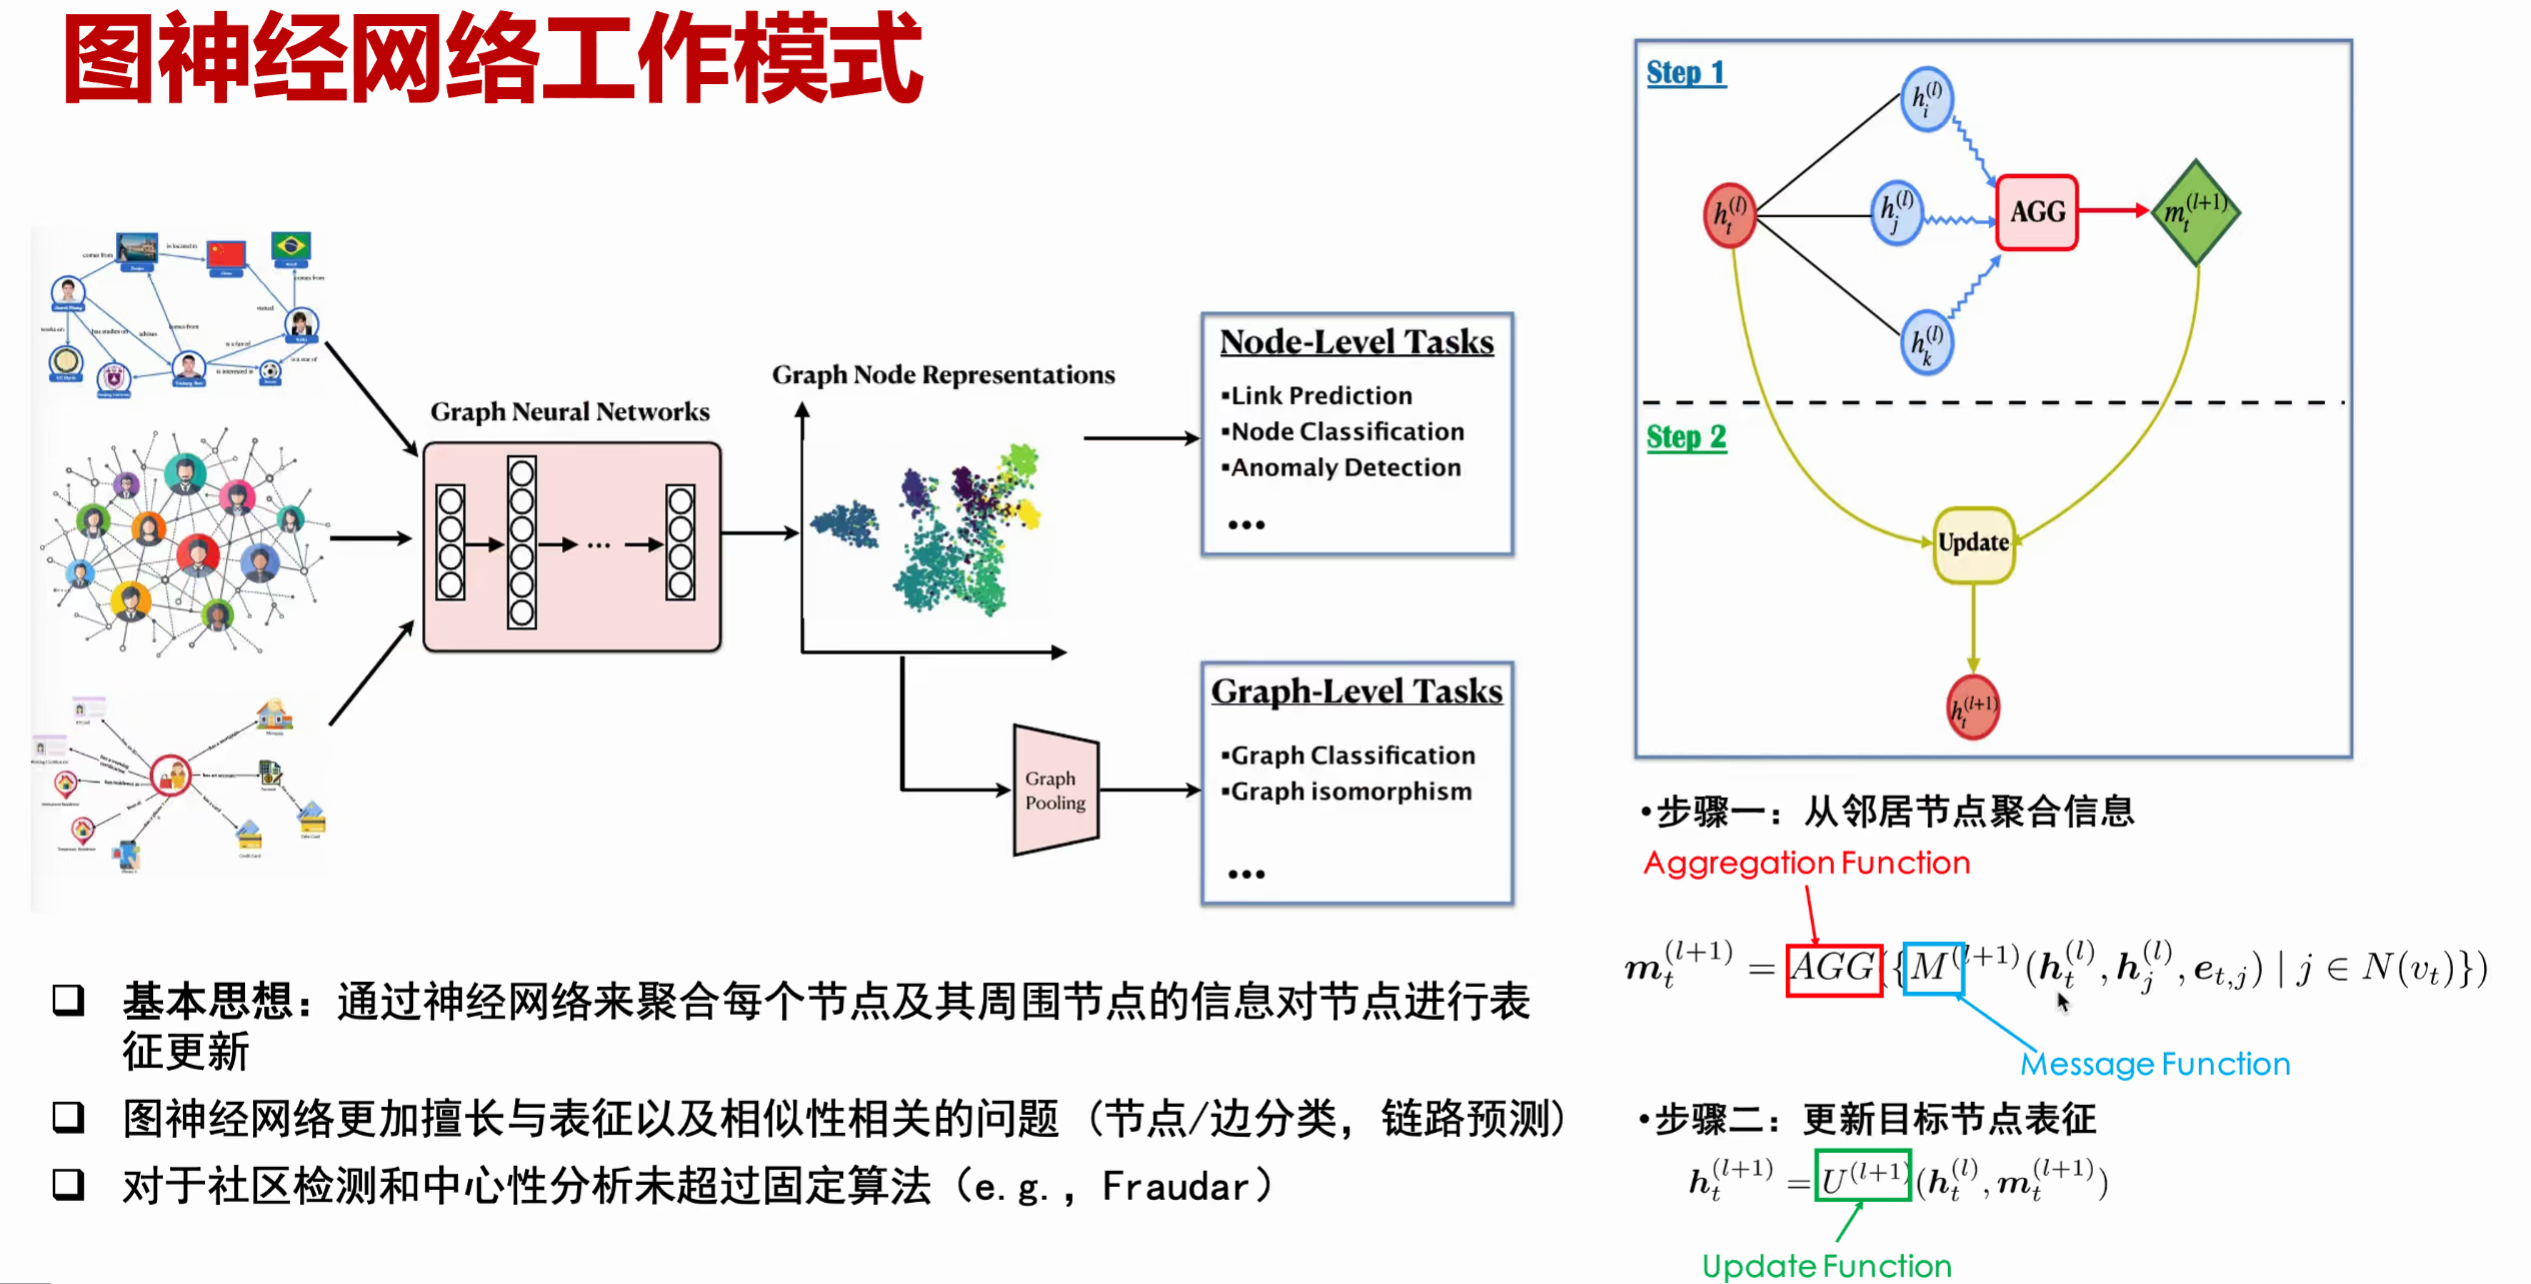 图神经网络工作模式
Graph Neural Networks
Graph Node Representations
Node-Level Tasks
▪Link Prediction
▪Node Classification
▪Anomaly Detection
•••
Graph Pooling
Graph-Level Tasks
▪Graph Classification
▪Graph isomorphism
•••
❑ 基本思想：通过神经网络来聚合每个节点及其周围节点的信息对节点进行表
征更新
❑ 图神经网络更加擅长与表征以及相似性相关的问题 (节点/边分类，链路预测)
❑ 对于社区检测和中心性分析未超过固定算法（e.g.，Fraudar）
Step 1
h_i^{(l)}
h_t^{(l)}
h_j^{(l)}
AGG
m_t^{(l+1)}
h_k^{(l)}
Step 2
Update
h_t^{(l+1)}
•步骤一：从邻居节点聚合信息
Aggregation Function
m_t^{(l+1)} = AGG({M^{(l+1)}(h_t^{(l)}, h_j^{(l)}, e_{t,j}) | j ∈ N(v_t)})
Message Function
•步骤二：更新目标节点表征
h_t^{(l+1)} = U^{(l+1)}(h_t^{(l)}, m_t^{(l+1)})
Update Function